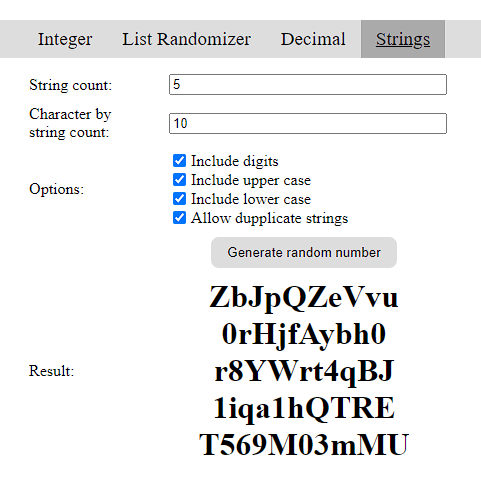 Integer List Randomizer Decimal Strings
String count: 5
Character by
string count: 10
Options:
Include digits
Include upper case
Include lower case
Allow dupplicate strings
Generate random number
Result:
ZbJpQZeVvu
0rHjfAybh0
r8YWrt4qBJ
1iqa1hQTRE
T569M03mMU